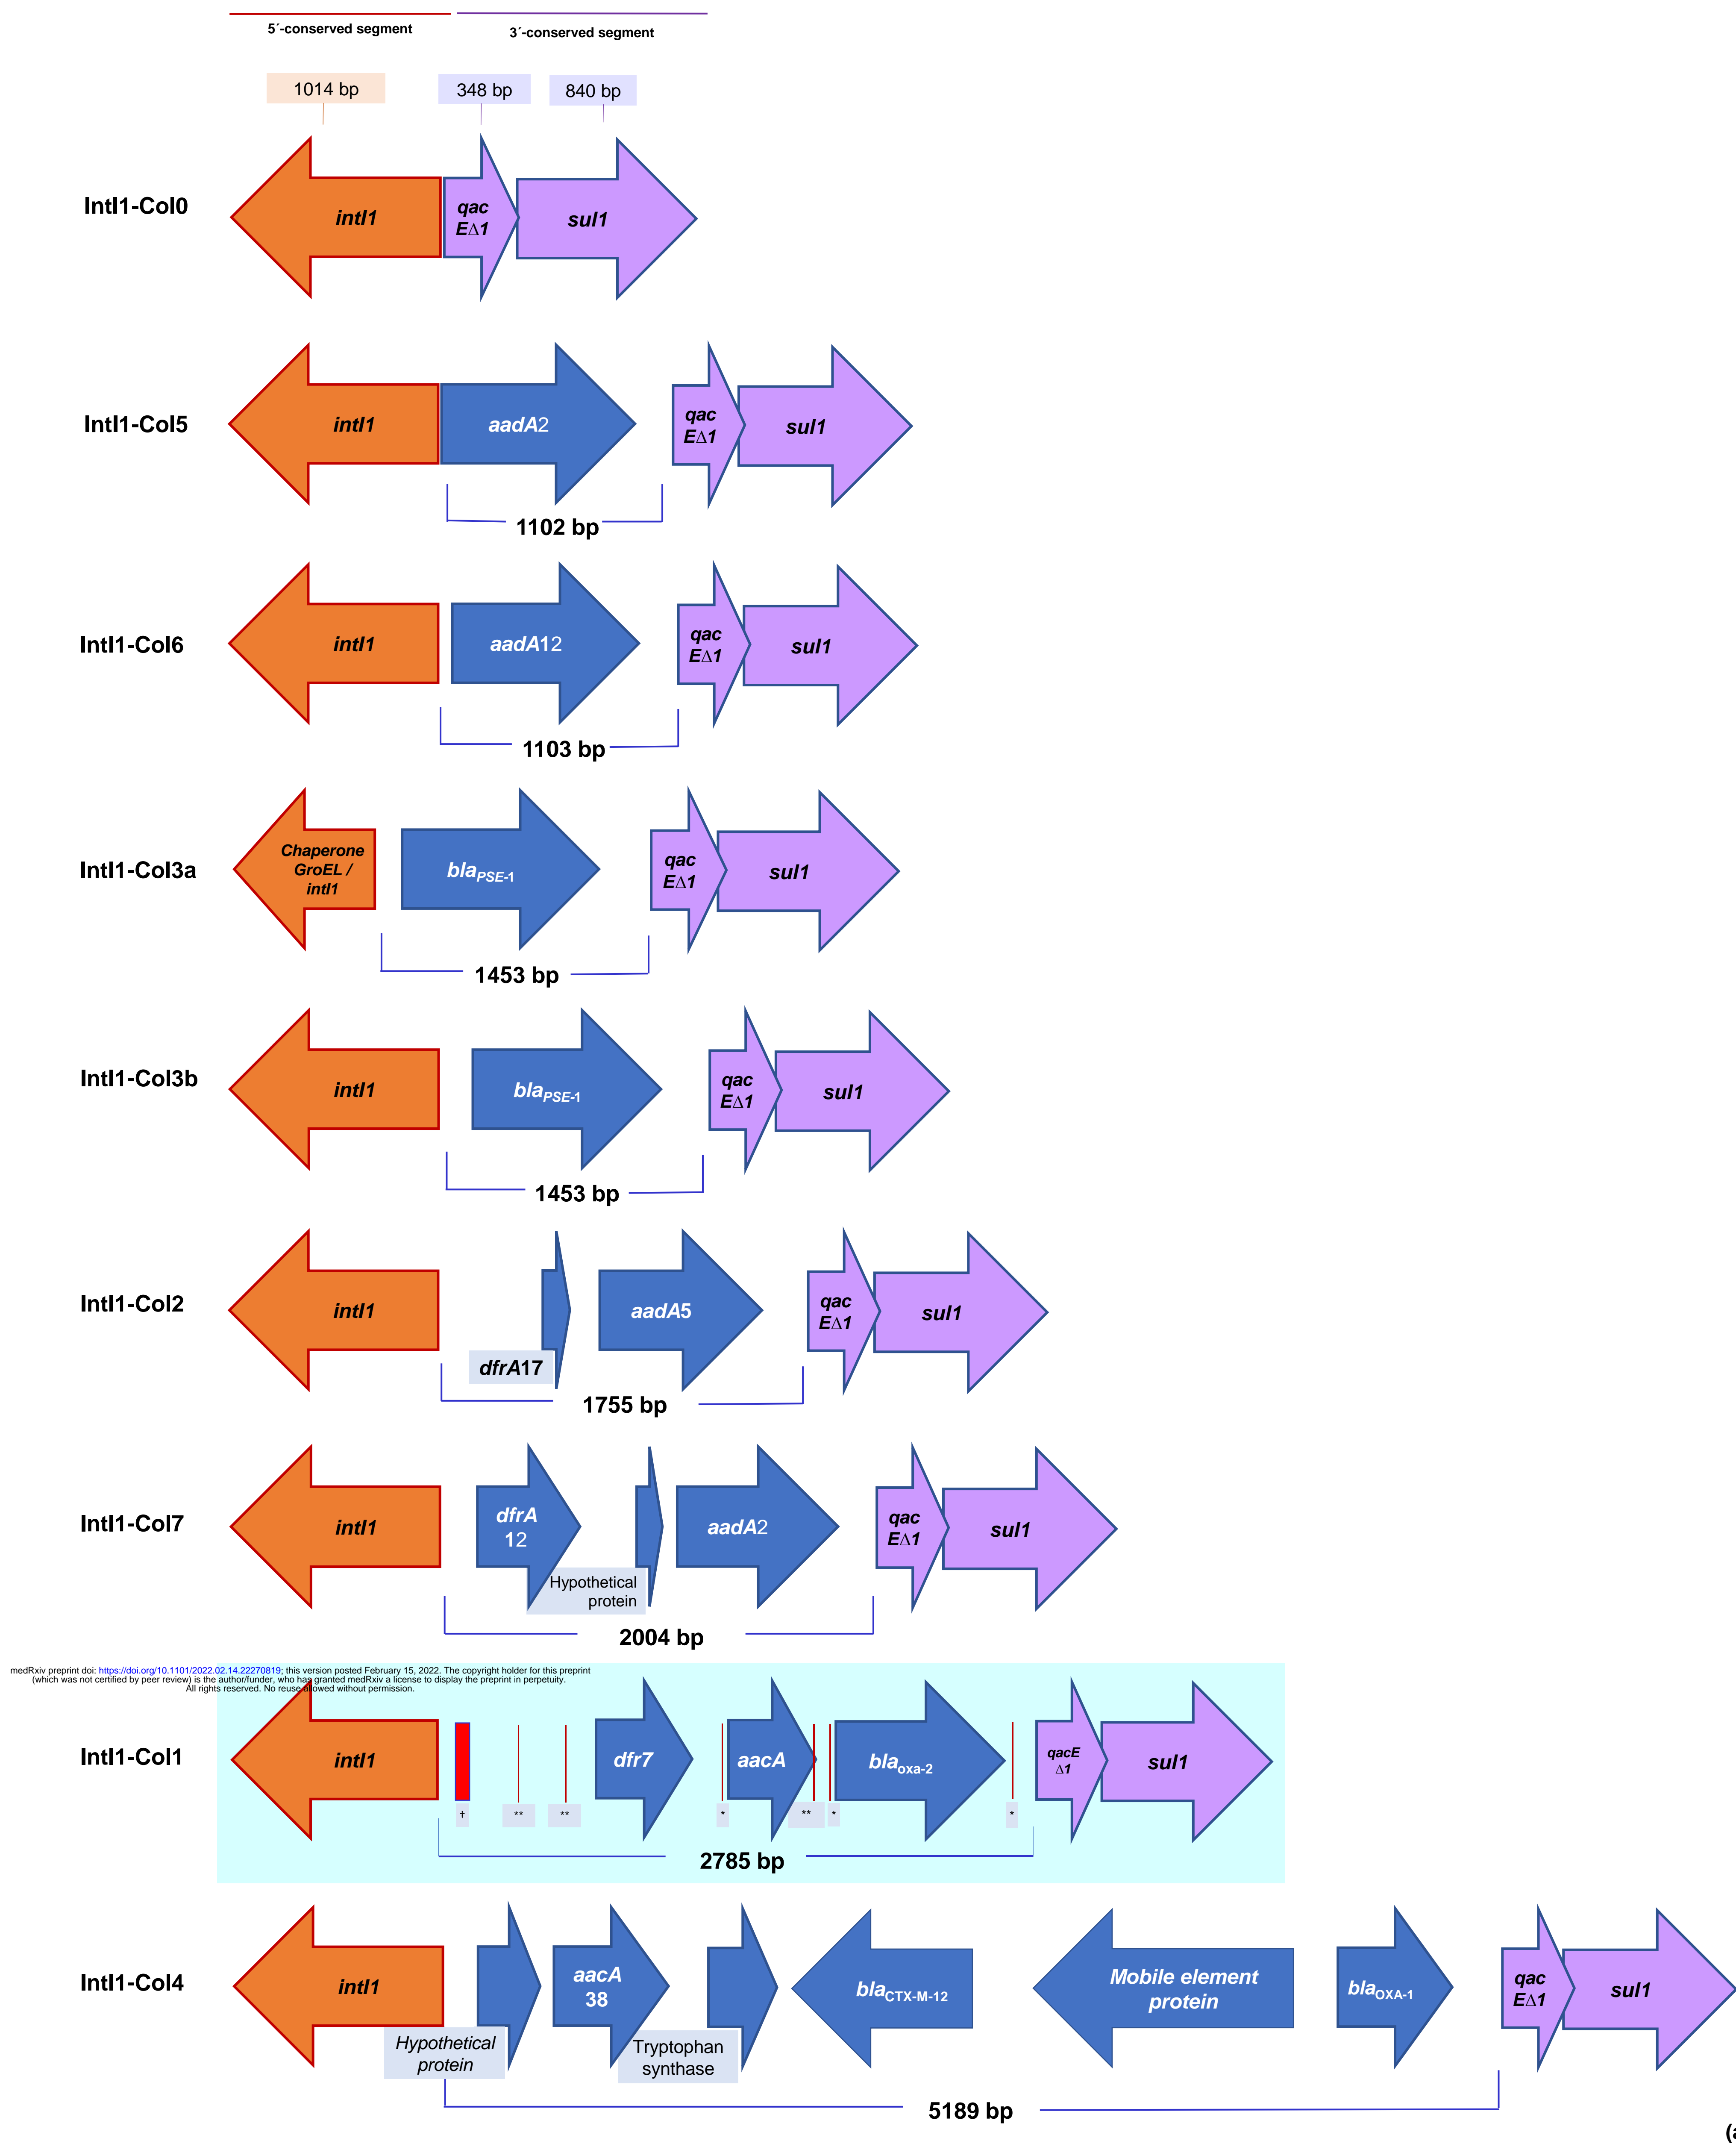 5´-conserved segment
3´-conserved segment
1014 bp
348 bp
840 bp
IntI1-Col0
intI1
qac
EΔ1
sul1
IntI1-Col5
intI1
aadA2
qac
EΔ1
sul1
1102 bp
IntI1-Col6
intI1
aadA12
qac
EΔ1
sul1
1103 bp
IntI1-Col3a
Chaperone
GroEL /
intI1
blaPSE-1
qac
EΔ1
sul1
1453 bp
IntI1-Col3b
intI1
blaPSE-1
qac
EΔ1
sul1
1453 bp
IntI1-Col2
intI1
dfrA17
aadA5
qac
EΔ1
sul1
1755 bp
IntI1-Col7
intI1
dfrA
12
Hypothetical
protein
aadA2
qac
EΔ1
sul1
2004 bp
medRxiv preprint doi: https://doi.org/10.1101/2022.02.14.22270819; this version posted February 15, 2022. The copyright holder for this preprint
(which was not certified by peer review) is the author/funder, who has granted medRxiv a license to display the preprint in perpetuity.
All rights reserved. No reuse allowed without permission.
IntI1-Col1
intI1
†
**
**
dfr7
*
aacA
**
*
blaoxa-2
*
qacE
Δ1
sul1
2785 bp
IntI1-Col4
intI1
Hypothetical
protein
aacA
38
Tryptophan
synthase
blaCTX-M-12
Mobile element
protein
blaOXA-1
qac
EΔ1
sul1
5189 bp